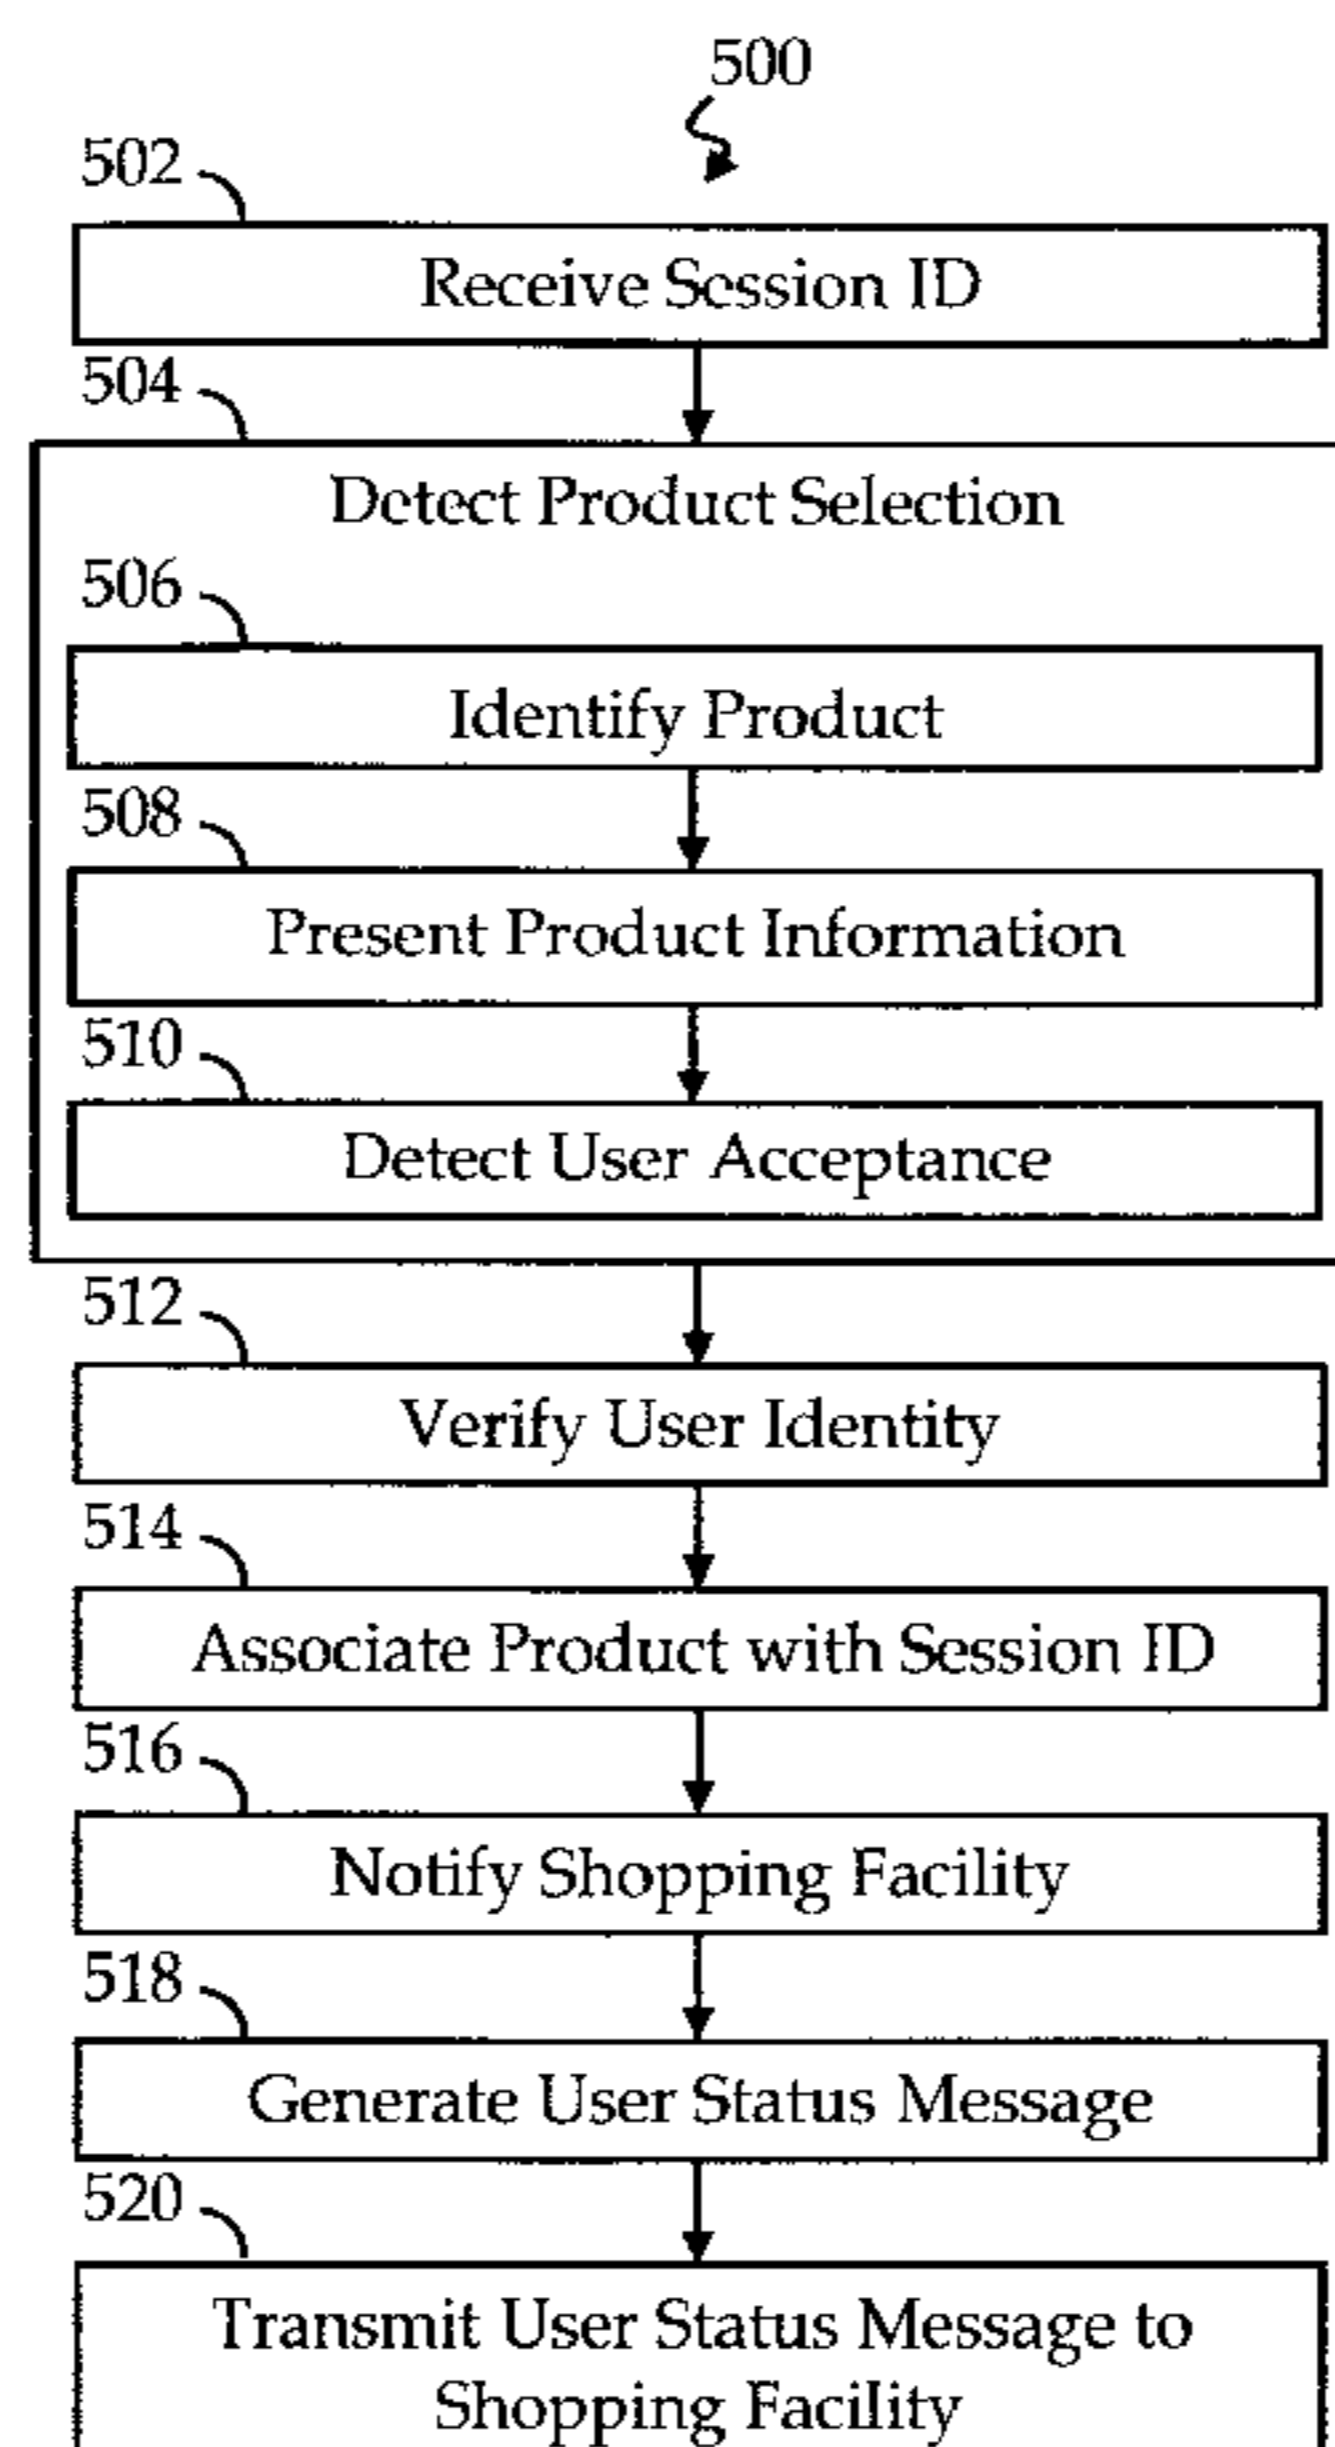 500
502
Receive Session ID
504
Detect Product Selection
506
Identify Product
508
Present Product Information
510
Detect User Acceptance
512
Verify User Identity
514
Associate Product with Session ID
516
Notify Shopping Facility
518
Generate User Status Message
520
Transmit User Status Message to
Shopping Facility